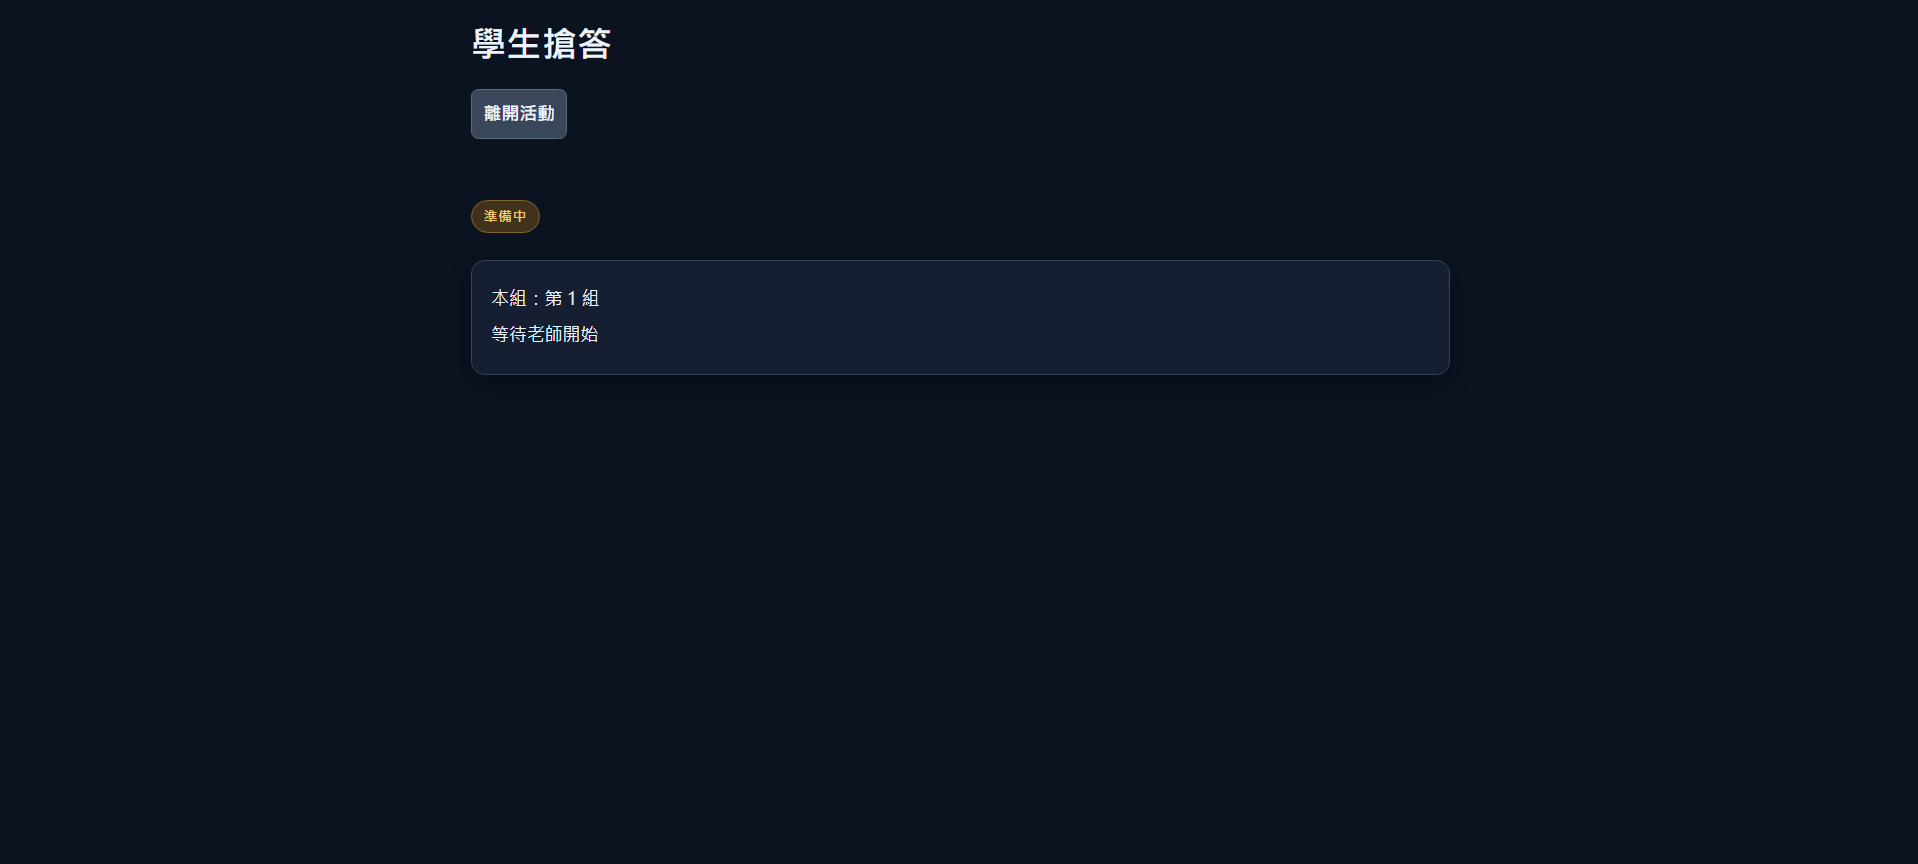 學生搶答
離開活動
準備中
本組：第 1 組
等待老師開始